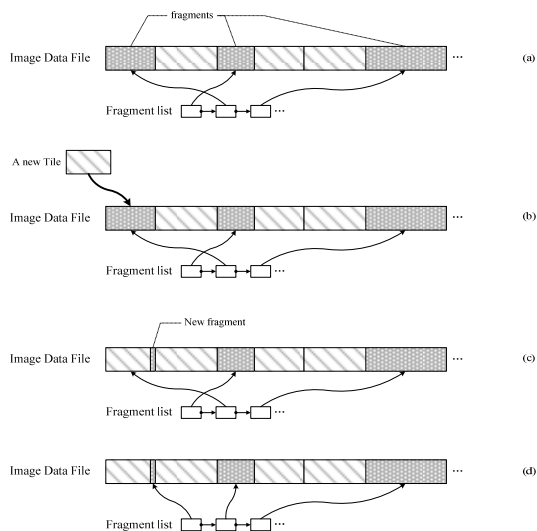 fragments
Image Data File ... (a)
Fragment list ...
A new Tile
Image Data File ... (b)
Fragment list ...
New fragment
Image Data File ... (c)
Fragment list ...
Image Data File ... (d)
Fragment list ...